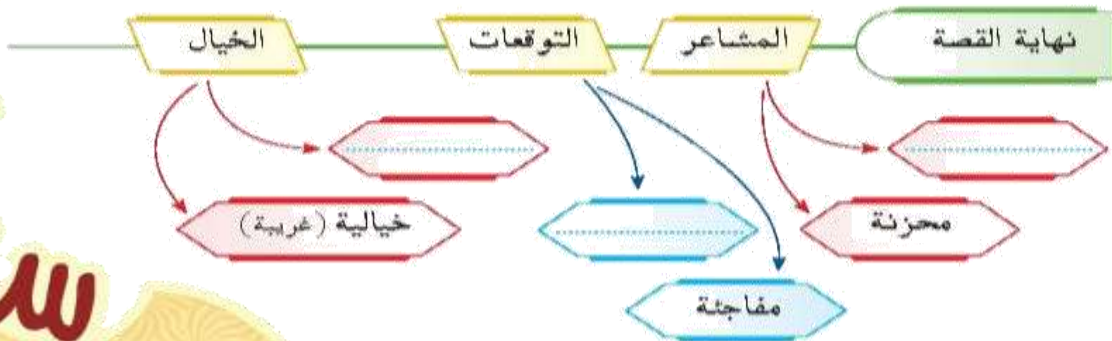 نهاية القصة
المشاعر
التوقعات
الخيال
محزنة
خيالية (غريبة)
مفاجئة